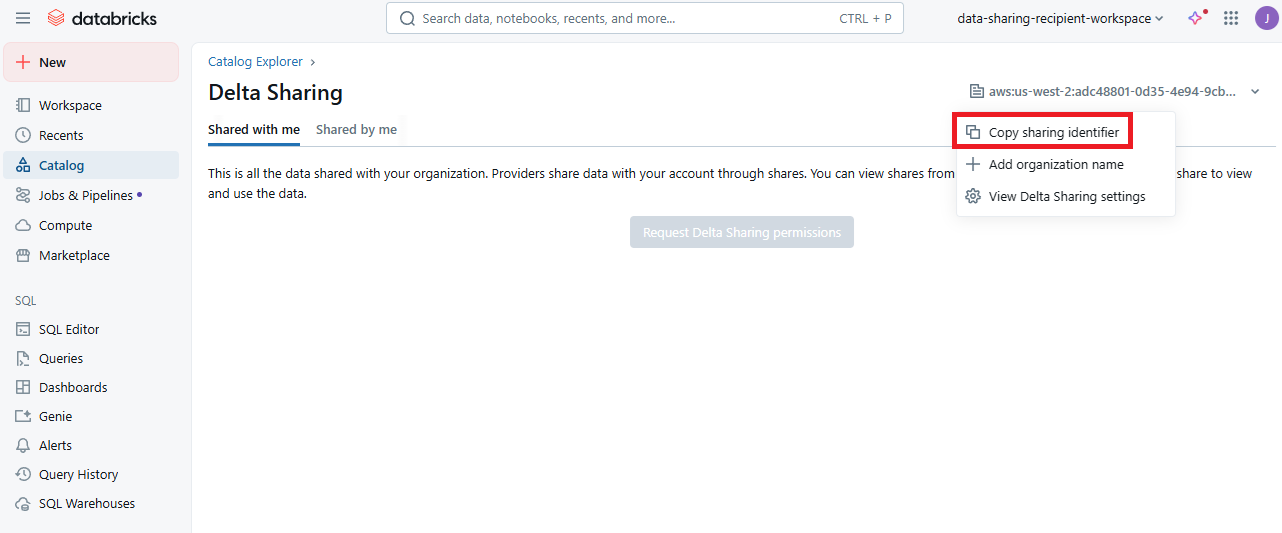 databricks
Search data, notebooks, recents, and more...
CTRL + P
data-sharing-recipient-workspace
J
New
Workspace
Recents
Catalog
Jobs & Pipelines
Compute
Marketplace
SQL
SQL Editor
Queries
Dashboards
Genie
Alerts
Query History
SQL Warehouses
Catalog Explorer ›
Delta Sharing
aws:us-west-2:adc48801-0d35-4e94-9cb...
Shared with me
Shared by me
Copy sharing identifier
Add organization name
View Delta Sharing settings
This is all the data shared with your organization. Providers share data with your account through shares. You can view shares from share to view
and use the data.
Request Delta Sharing permissions